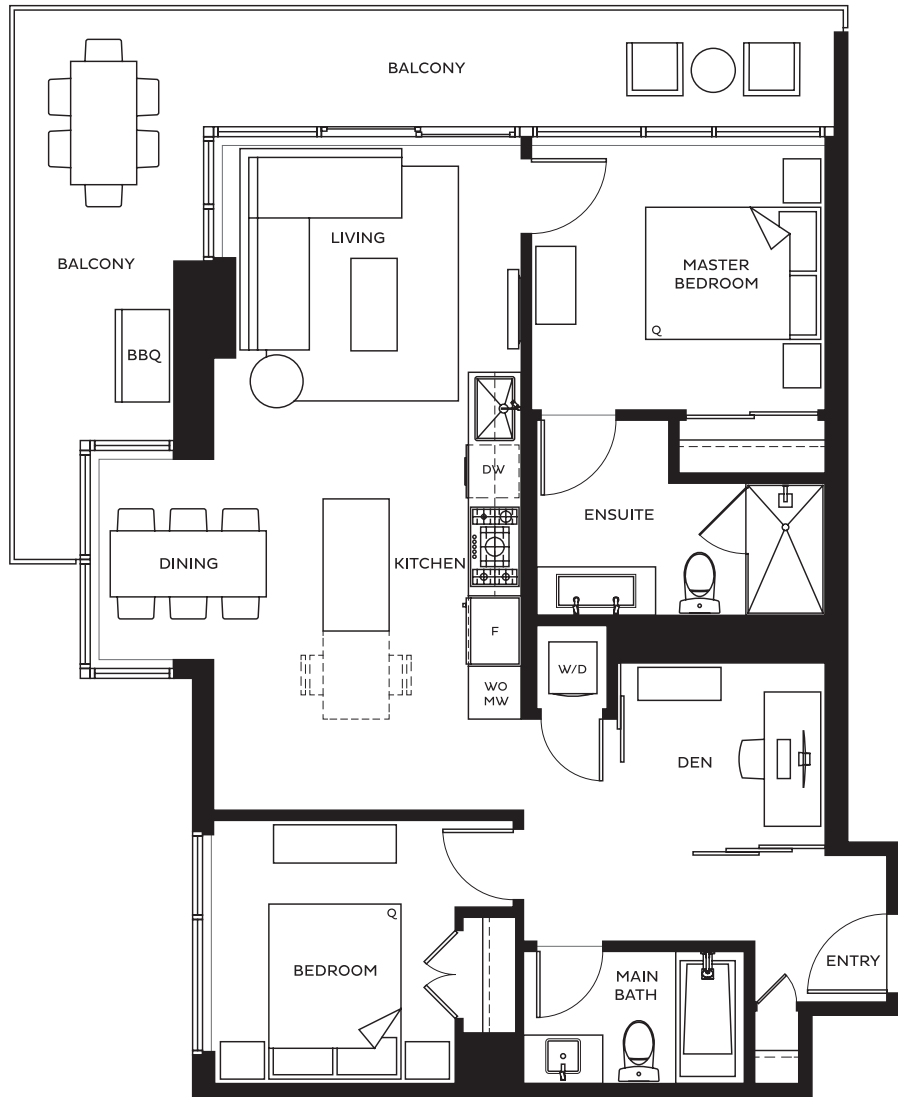 BALCONY
LIVING
BALCONY
MASTER
BEDROOM
Q
BBQ
DW
ENSUITE
DINING
KITCHEN
F
W/D
WO
MW
DEN
Q
BEDROOM
MAIN
BATH
ENTRY